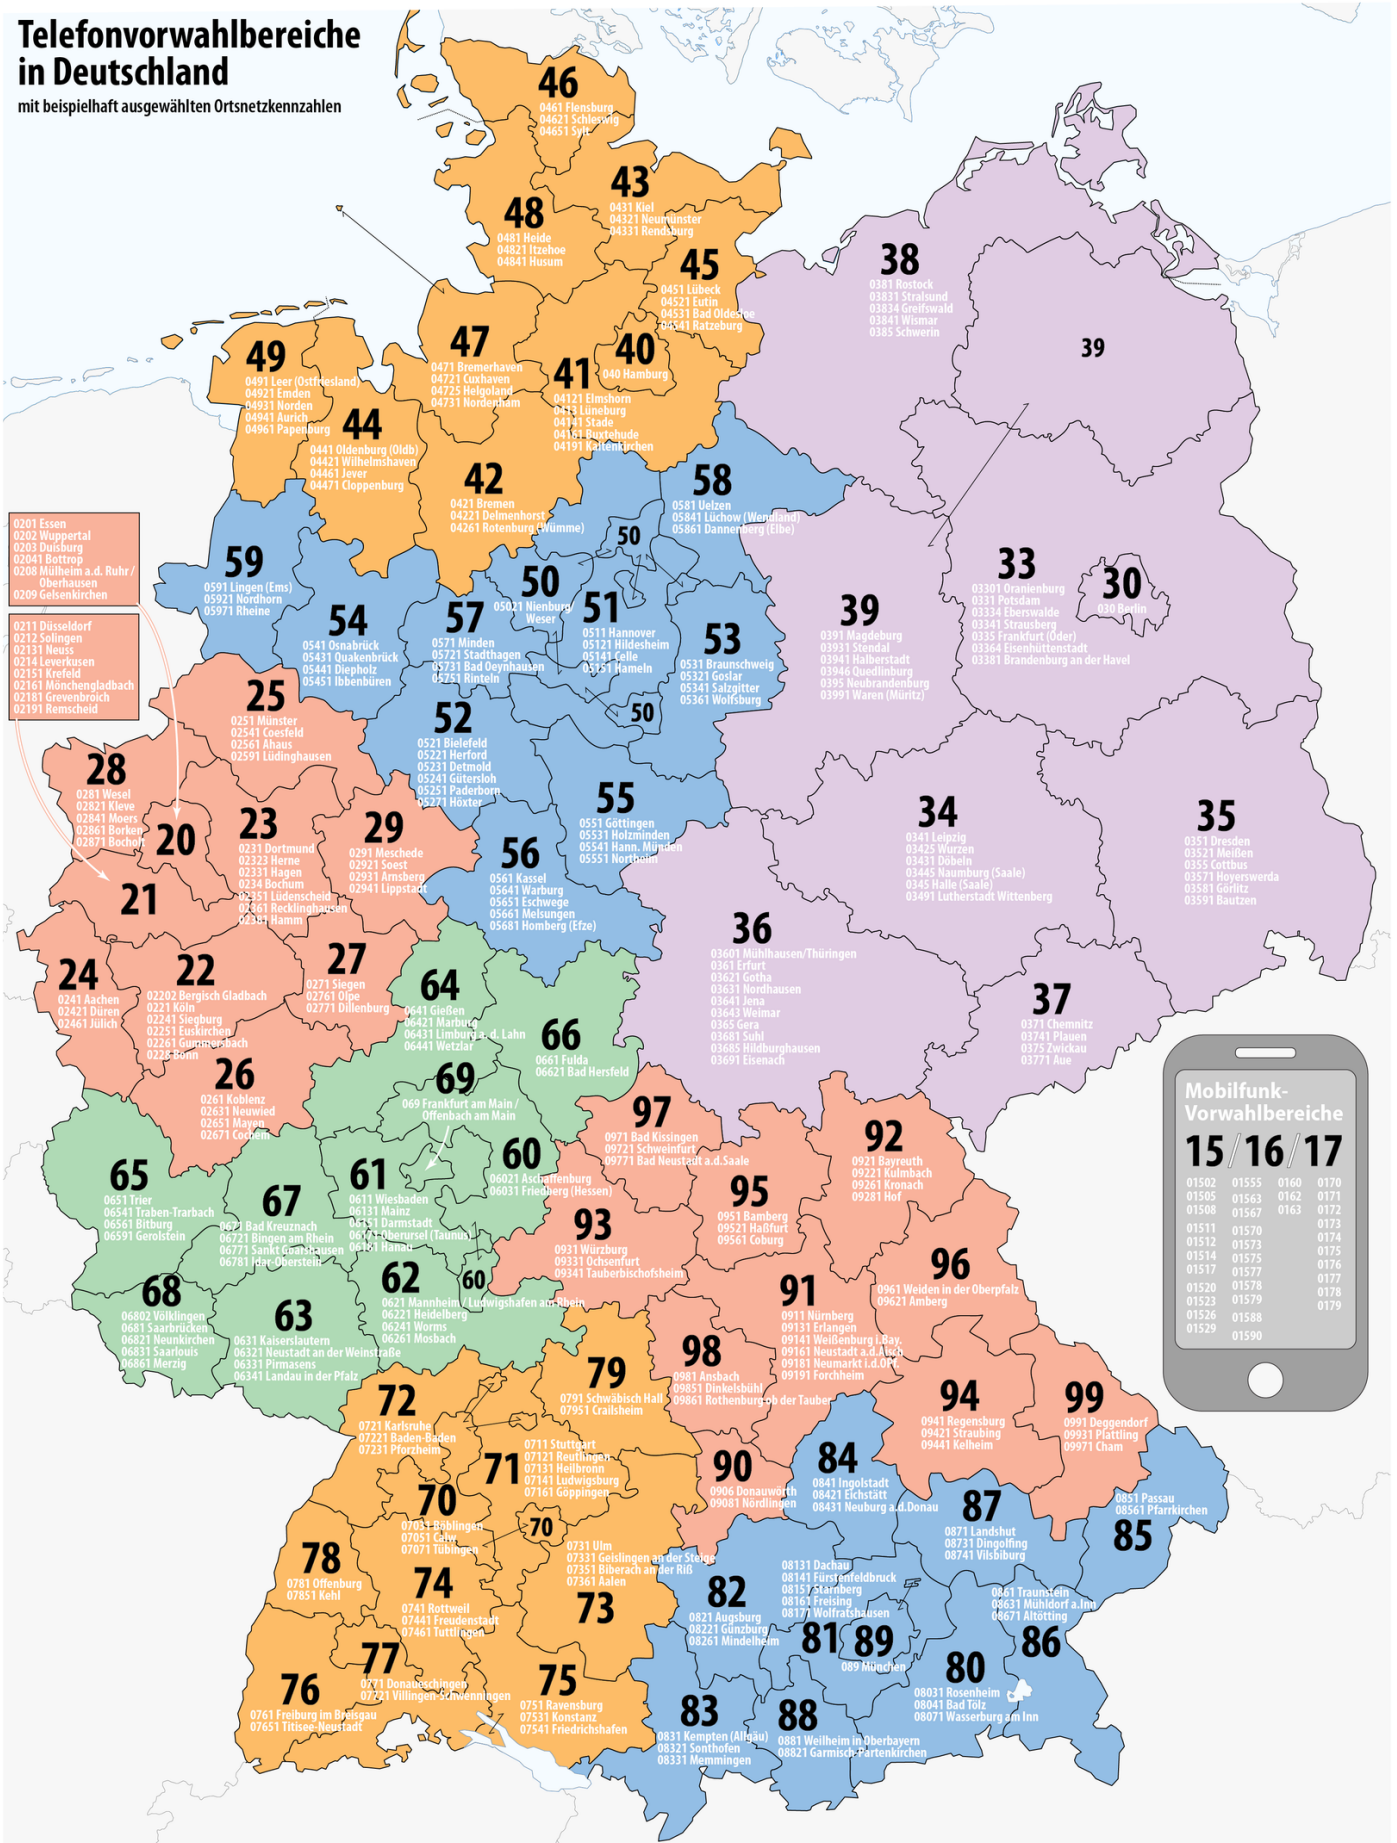 Telefonvorwahlbereiche
in Deutschland
mit beispielhaft ausgewählten Ortsnetzkennzahlen
46
0461 Flensburg
04621 Schleswig
04651 Sylt
43
0431 Kiel
04321 Neumünster
04331 Rendsburg
48
0481 Heide
04821 Itzehoe
04841 Husum
45
0451 Lübeck
04521 Eutin
04531 Bad Oldesloe
04541 Ratzeburg
38
0381 Rostock
03831 Stralsund
03834 Greifswald
03841 Wismar
0385 Schwerin
39
47
0471 Bremerhaven
04721 Cuxhaven
04725 Helgoland
04731 Nordenham
40
040 Hamburg
41
04121 Elmshorn
0413 Lüneburg
04141 Stade
04161 Buxtehude
04191 Kaltenkirchen
49
0491 Leer (Ostfriesland)
04921 Emden
04931 Norden
04941 Aurich
04961 Papenburg
44
0441 Oldenburg (Oldb)
04421 Wilhelmshaven
04461 Jever
04471 Cloppenburg
42
0421 Bremen
04221 Delmenhorst
04261 Rotenburg (Wümme)
58
0581 Uelzen
05841 Lüchow (Wendland)
05861 Dannenberg (Elbe)
0201 Essen
0202 Wuppertal
0203 Duisburg
02041 Bottrop
0208 Mülheim a.d. Ruhr /
Oberhausen
0209 Gelsenkirchen
0211 Düsseldorf
0212 Solingen
02131 Neuss
0214 Leverkusen
02151 Krefeld
02161 Mönchengladbach
02181 Grevenbroich
02191 Remscheid
59
0591 Lingen (Ems)
05921 Nordhorn
05971 Rheine
54
0541 Osnabrück
05431 Quakenbrück
05441 Diepholz
05451 Ibbenbüren
57
0571 Minden
05721 Stadthagen
05731 Bad Oeynhausen
05751 Rinteln
50
50
05021 Nienburg/
Weser
51
0511 Hannover
05121 Hildesheim
05141 Celle
05151 Hameln
53
0531 Braunschweig
05321 Goslar
05341 Salzgitter
05361 Wolfsburg
50
39
0391 Magdeburg
03931 Stendal
03941 Halberstadt
03946 Quedlinburg
0395 Neubrandenburg
03991 Waren (Müritz)
33
03301 Oranienburg
0331 Potsdam
03334 Eberswalde
03341 Strausberg
0335 Frankfurt (Oder)
03364 Eisenhüttenstadt
03381 Brandenburg an der Havel
30
030 Berlin
25
0251 Münster
02541 Coesfeld
02561 Ahaus
02591 Lüdinghausen
52
0521 Bielefeld
05221 Herford
05231 Detmold
05241 Gütersloh
05251 Paderborn
05271 Höxter
28
0281 Wesel
02821 Kleve
02841 Moers
02861 Borken
02871 Bocholt
20
23
0231 Dortmund
02323 Herne
02331 Hagen
0234 Bochum
02351 Lüdenscheid
02361 Recklinghausen
02381 Hamm
29
0291 Meschede
02921 Soest
02931 Arnsberg
02941 Lippstadt
56
0561 Kassel
05641 Warburg
05651 Eschwege
05661 Melsungen
05681 Homberg (Efze)
55
0551 Göttingen
05531 Holzminden
05541 Hann. Münden
05551 Northeim
34
0341 Leipzig
03425 Wurzen
03431 Döbeln
03445 Naumburg (Saale)
0345 Halle (Saale)
03491 Lutherstadt Wittenberg
35
0351 Dresden
03521 Meißen
0355 Cottbus
03571 Hoyerswerda
03581 Görlitz
03591 Bautzen
21
24
0241 Aachen
02421 Düren
02461 Jülich
22
02202 Bergisch Gladbach
0221 Köln
02241 Siegburg
02251 Euskirchen
02261 Gummersbach
0228 Bonn
27
0271 Siegen
02761 Olpe
02771 Dillenburg
64
0641 Gießen
06421 Marburg
06431 Limburg a. d. Lahn
06441 Wetzlar
66
0661 Fulda
06621 Bad Hersfeld
36
03601 Mühlhausen/Thüringen
0361 Erfurt
03621 Gotha
03631 Nordhausen
03641 Jena
03643 Weimar
0365 Gera
03681 Suhl
03685 Hildburghausen
03691 Eisenach
37
0371 Chemnitz
03741 Plauen
0375 Zwickau
03771 Aue
26
0261 Koblenz
02631 Neuwied
02651 Mayen
02671 Cochem
69
069 Frankfurt am Main /
Offenbach am Main
60
06021 Aschaffenburg
06031 Friedberg (Hessen)
65
0651 Trier
06541 Traben-Trarbach
06561 Bitburg
06591 Gerolstein
67
0671 Bad Kreuznach
06721 Bingen am Rhein
06771 Sankt Goarshausen
06781 Idar-Oberstein
61
0611 Wiesbaden
06131 Mainz
06151 Darmstadt
06171 Oberursel (Taunus)
06181 Hanau
60
68
06802 Völklingen
0681 Saarbrücken
06821 Neunkirchen
06831 Saarlouis
06861 Merzig
63
0631 Kaiserslautern
06321 Neustadt an der Weinstraße
06331 Pirmasens
06341 Landau in der Pfalz
62
0621 Mannheim / Ludwigshafen am Rhein
06221 Heidelberg
06241 Worms
06261 Mosbach
97
0971 Bad Kissingen
09721 Schweinfurt
09771 Bad Neustadt a.d.Saale
92
0921 Bayreuth
09221 Kulmbach
09261 Kronach
09281 Hof
95
0951 Bamberg
09521 Haßfurt
09561 Coburg
93
0931 Würzburg
09331 Ochsenfurt
09341 Tauberbischofsheim
96
0961 Weiden in der Oberpfalz
09621 Amberg
91
0911 Nürnberg
09131 Erlangen
09141 Weißenburg i.Bay.
09161 Neustadt a.d.Aisch
09181 Neumarkt i.d.OPf.
09191 Forchheim
98
0981 Ansbach
09851 Dinkelsbühl
09861 Rothenburg ob der Tauber
94
0941 Regensburg
09421 Straubing
09441 Kelheim
99
0991 Deggendorf
09931 Plattling
09971 Cham
90
0906 Donauwörth
09081 Nördlingen
Mobilfunk-
Vorwahlbereiche
15 / 16 / 17
01502 01555 0160 0170
01505 01563 0162 0171
01508 01567 0163 0172
01511 01570 0173
01512 01573 0174
01514 01575 0175
01517 01577 0176
01520 01578 0177
01523 01579 0178
01526 01588 0179
01529 01590
72
0721 Karlsruhe
07221 Baden-Baden
07231 Pforzheim
79
0791 Schwäbisch Hall
07951 Crailsheim
71
0711 Stuttgart
07121 Reutlingen
07131 Heilbronn
07141 Ludwigsburg
07161 Göppingen
70
07031 Böblingen
07051 Calw
07071 Tübingen
70
73
0731 Ulm
07331 Geislingen an der Steige
07351 Biberach an der Riß
07361 Aalen
78
0781 Offenburg
07851 Kehl
74
0741 Rottweil
07441 Freudenstadt
07461 Tuttlingen
77
0771 Donaueschingen
07721 Villingen-Schwenningen
76
0761 Freiburg im Breisgau
07651 Titisee-Neustadt
75
0751 Ravensburg
07531 Konstanz
07541 Friedrichshafen
84
0841 Ingolstadt
08421 Eichstätt
08431 Neuburg a.d.Donau
87
0871 Landshut
08731 Dingolfing
08741 Vilsbiburg
0851 Passau
08561 Pfarrkirchen
85
82
0821 Augsburg
08221 Günzburg
08261 Mindelheim
08131 Dachau
08141 Fürstenfeldbruck
08151 Starnberg
08161 Freising
08171 Wolfratshausen
81
89
089 München
0861 Traunstein
08631 Mühldorf a.Inn
08671 Altötting
86
80
08031 Rosenheim
08041 Bad Tölz
08071 Wasserburg am Inn
83
0831 Kempten (Allgäu)
08321 Sonthofen
08331 Memmingen
88
0881 Weilheim in Oberbayern
08821 Garmisch-Partenkirchen